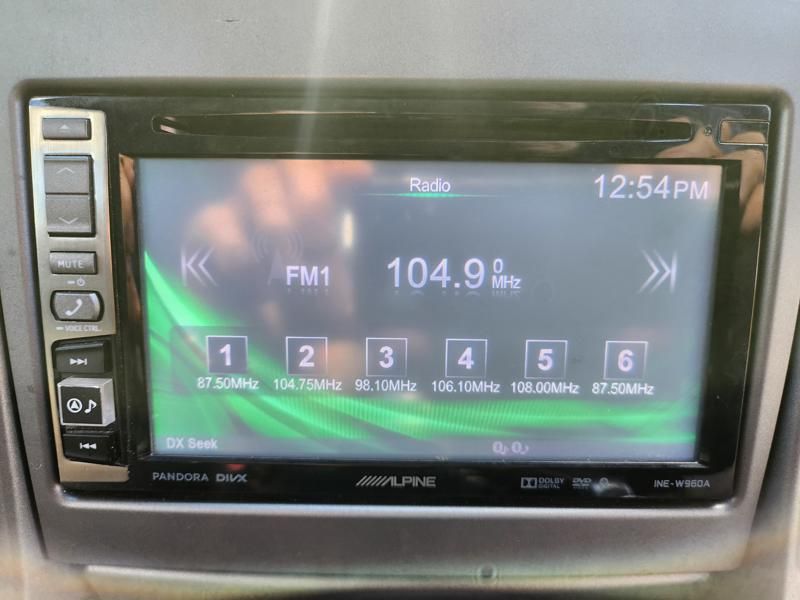 Radio
12:54PM
FM1 104.90 MHz
1 2 3 4 5 6
87.50MHz 104.75MHz 98.10MHz 106.10MHz 108.00MHz 87.50MHz
DX Seek
MUTE
VOICE CTRL.
PANDORA DIVX ALPINE DOLBY DIGITAL DVD INE-W960A